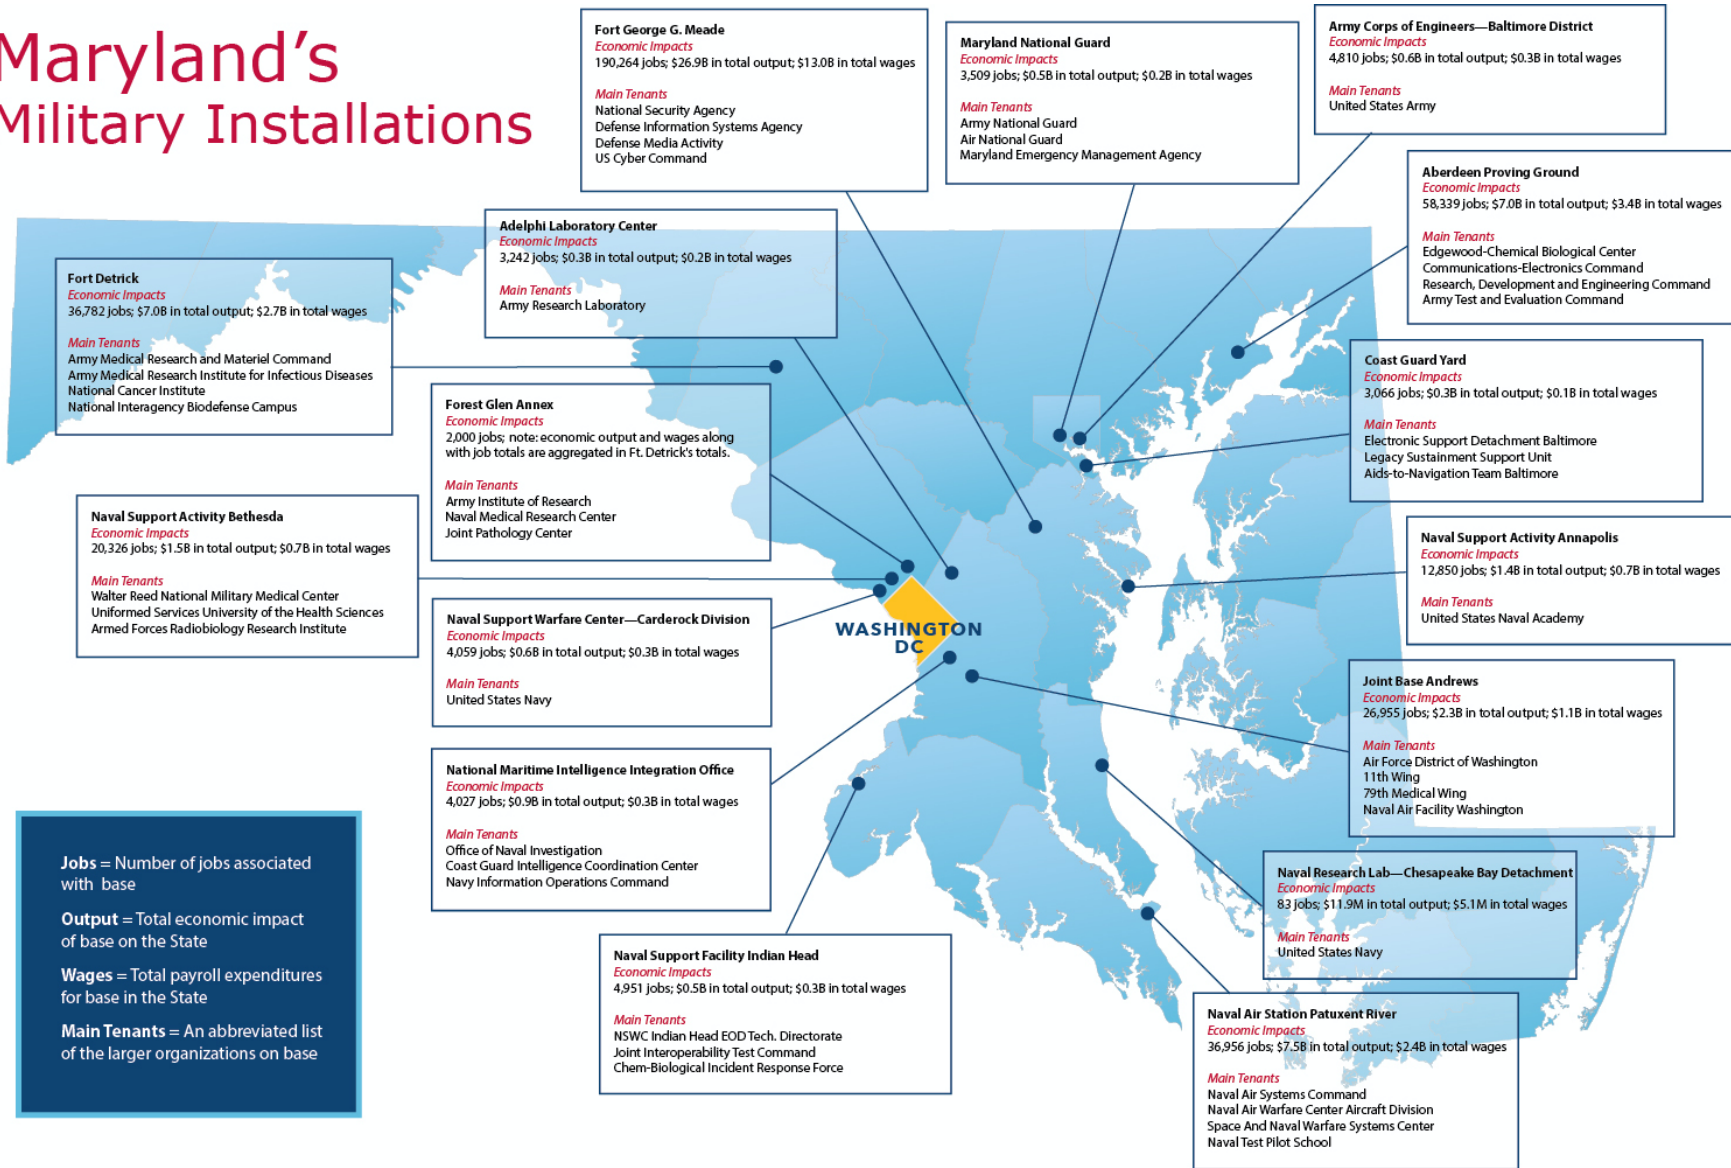 Maryland's
Military Installations
Fort George G. Meade
Economic Impacts
190,264 jobs; $26.9B in total output; $13.0B in total wages
Main Tenants
National Security Agency
Defense Information Systems Agency
Defense Media Activity
US Cyber Command
Maryland National Guard
Economic Impacts
3,509 jobs; $0.5B in total output; $0.2B in total wages
Main Tenants
Army National Guard
Air National Guard
Maryland Emergency Management Agency
Army Corps of Engineers—Baltimore District
Economic Impacts
4,810 jobs; $0.6B in total output; $0.3B in total wages
Main Tenants
United States Army
Aberdeen Proving Ground
Economic Impacts
58,339 jobs; $7.0B in total output; $3.4B in total wages
Main Tenants
Edgewood-Chemical Biological Center
Communications-Electronics Command
Research, Development and Engineering Command
Army Test and Evaluation Command
Adelphi Laboratory Center
Economic Impacts
3,242 jobs; $0.3B in total output; $0.2B in total wages
Main Tenants
Army Research Laboratory
Fort Detrick
Economic Impacts
36,782 jobs; $7.0B in total output; $2.7B in total wages
Main Tenants
Army Medical Research and Materiel Command
Army Medical Research Institute for Infectious Diseases
National Cancer Institute
National Interagency Biodefense Campus
Coast Guard Yard
Economic Impacts
3,066 jobs; $0.3B in total output; $0.1B in total wages
Main Tenants
Electronic Support Detachment Baltimore
Legacy Sustainment Support Unit
Aids-to-Navigation Team Baltimore
Forest Glen Annex
Economic Impacts
2,000 jobs; note: economic output and wages along
with job totals are aggregated in Ft. Detrick's totals.
Main Tenants
Army Institute of Research
Naval Medical Research Center
Joint Pathology Center
Naval Support Activity Bethesda
Economic Impacts
20,326 jobs; $1.5B in total output; $0.7B in total wages
Main Tenants
Walter Reed National Military Medical Center
Uniformed Services University of the Health Sciences
Armed Forces Radiobiology Research Institute
Naval Support Activity Annapolis
Economic Impacts
12,850 jobs; $1.4B in total output; $0.7B in total wages
Main Tenants
United States Naval Academy
Naval Support Warfare Center—Carderock Division
Economic Impacts
4,059 jobs; $0.6B in total output; $0.3B in total wages
Main Tenants
United States Navy
WASHINGTON
DC
Joint Base Andrews
Economic Impacts
26,955 jobs; $2.3B in total output; $1.1B in total wages
Main Tenants
Air Force District of Washington
11th Wing
79th Medical Wing
Naval Air Facility Washington
National Maritime Intelligence Integration Office
Economic Impacts
4,027 jobs; $0.9B in total output; $0.3B in total wages
Main Tenants
Office of Naval Investigation
Coast Guard Intelligence Coordination Center
Navy Information Operations Command
Naval Research Lab—Chesapeake Bay Detachment
Economic Impacts
83 jobs; $11.9M in total output; $5.1M in total wages
Main Tenants
United States Navy
Jobs = Number of jobs associated
with base
Output = Total economic impact
of base on the State
Wages = Total payroll expenditures
for base in the State
Main Tenants = An abbreviated list
of the larger organizations on base
Naval Support Facility Indian Head
Economic Impacts
4,951 jobs; $0.5B in total output; $0.3B in total wages
Main Tenants
NSWC Indian Head EOD Tech. Directorate
Joint Interoperability Test Command
Chem-Biological Incident Response Force
Naval Air Station Patuxent River
Economic Impacts
36,956 jobs; $7.5B in total output; $2.4B in total wages
Main Tenants
Naval Air Systems Command
Naval Air Warfare Center Aircraft Division
Space And Naval Warfare Systems Center
Naval Test Pilot School